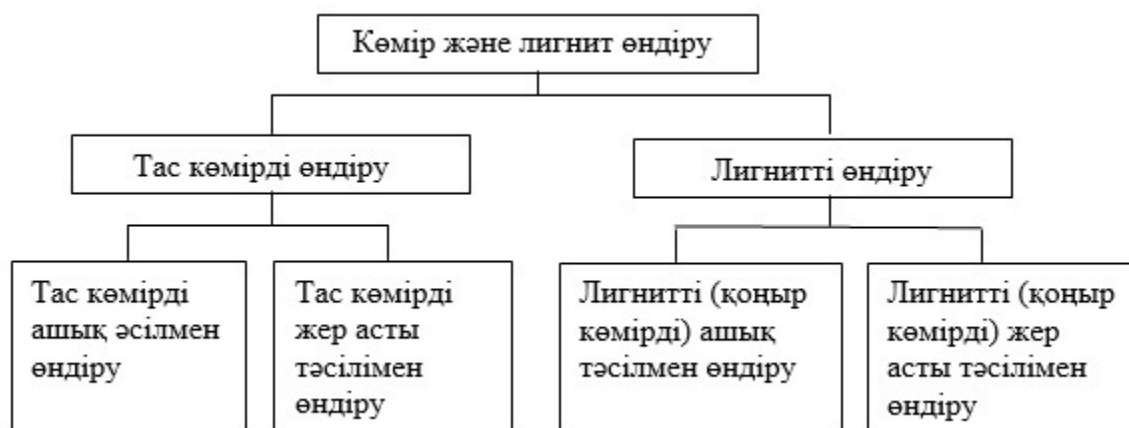 Көмір және лигнит өндіру
Тас көмірді өндіру
Лигнитті өндіру
Тас көмірді
ашық әсілмен
өндіру
Тас көмірді
жер асты
тәсілімен
өндіру
Лигнитті (қоңыр
көмірді) ашық
тәсілмен өндіру
Лигнитті (қоңыр
көмірді) жер
асты тәсілімен
өндіру